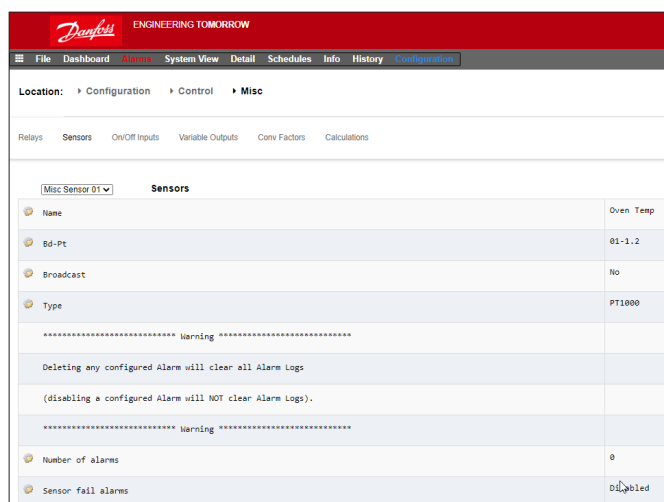 Danfoss ENGINEERING TOMORROW
File Dashboard Alarms System View Detail Schedules Info History Configuration
Location: Configuration Control Misc
Relays Sensors On/Off Inputs Variable Outputs Conv Factors Calculations
Misc Sensor 01 Sensors
Name Oven Temp
Bd-Pt 01-1.2
Broadcast No
Type PT1000
**************************** Warning ****************************
Deleting any configured Alarm will clear all Alarm Logs
(disabling a configured Alarm will NOT clear Alarm Logs).
**************************** Warning ****************************
Number of alarms 0
Sensor fail alarms Disabled